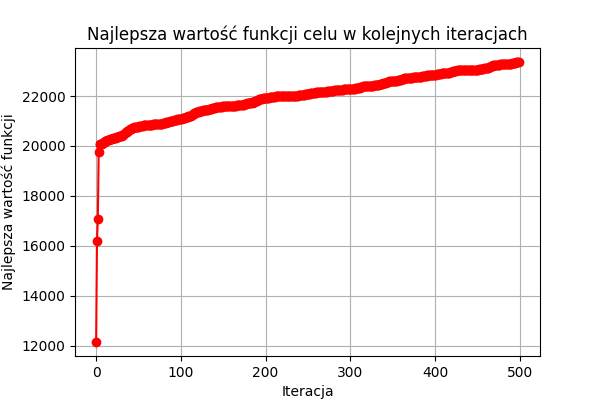 Najlepsza wartość funkcji celu w kolejnych iteracjach
Najlepsza wartość funkcji
22000
20000
18000
16000
14000
12000
0 100 200 300 400 500
Iteracja